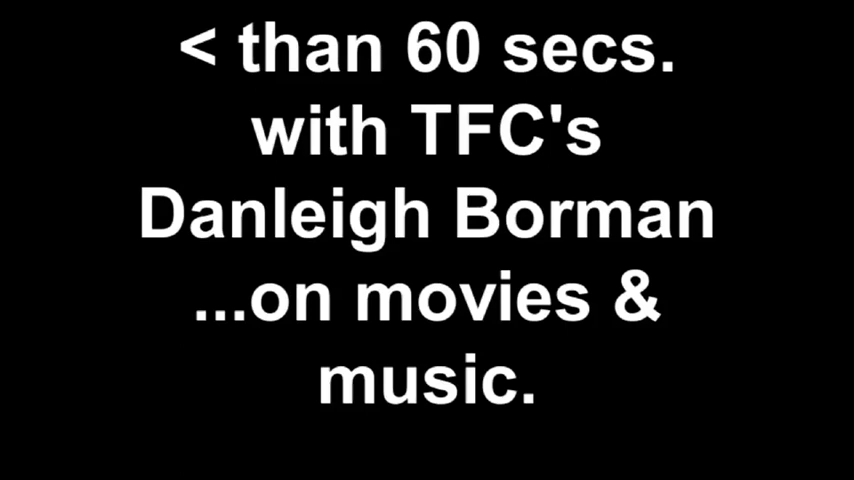 < than 60 secs.
with TFC's
Danleigh Borman
...on movies &
music.